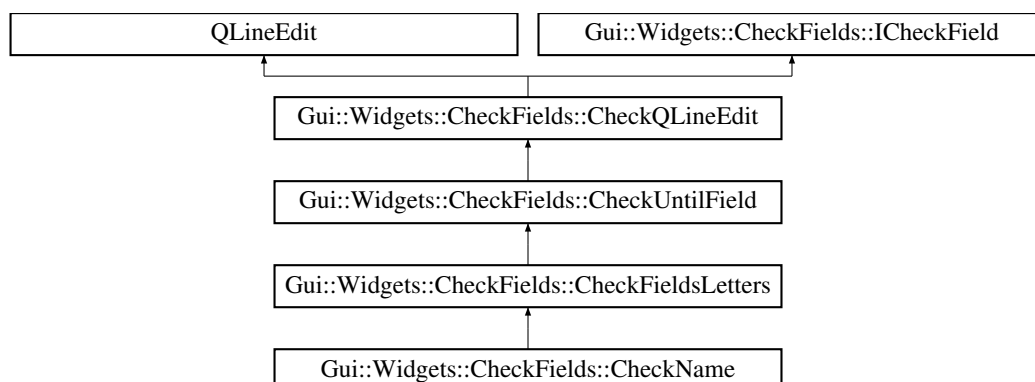 QLineEdit
Gui::Widgets::CheckFields::ICheckField
Gui::Widgets::CheckFields::CheckQLineEdit
Gui::Widgets::CheckFields::CheckUntilField
Gui::Widgets::CheckFields::CheckFieldsLetters
Gui::Widgets::CheckFields::CheckName